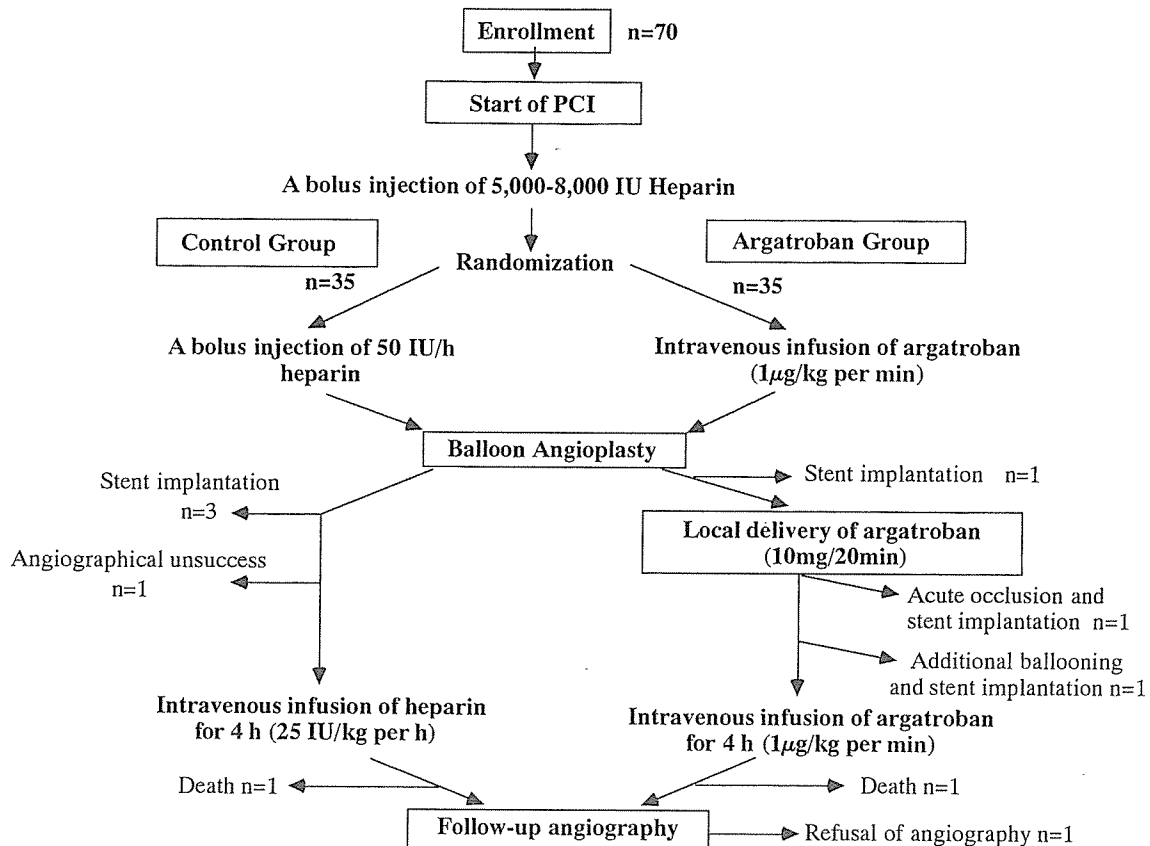 Enrollment n=70
Start of PCI
A bolus injection of 5,000-8,000 IU Heparin
Control Group
n=35
Randomization
Argatroban Group
n=35
A bolus injection of 50 IU/h
heparin
Intravenous infusion of argatroban
(1μg/kg per min)
Balloon Angioplasty
Stent implantation
n=3
Angiographical unsuccess
n=1
Stent implantation n=1
Local delivery of argatroban
(10mg/20min)
Acute occlusion and
stent implantation n=1
Additional ballooning
and stent implantation n=1
Intravenous infusion of heparin
for 4 h (25 IU/kg per h)
Intravenous infusion of argatroban
for 4 h (1μg/kg per min)
Death n=1
Death n=1
Follow-up angiography
Refusal of angiography n=1